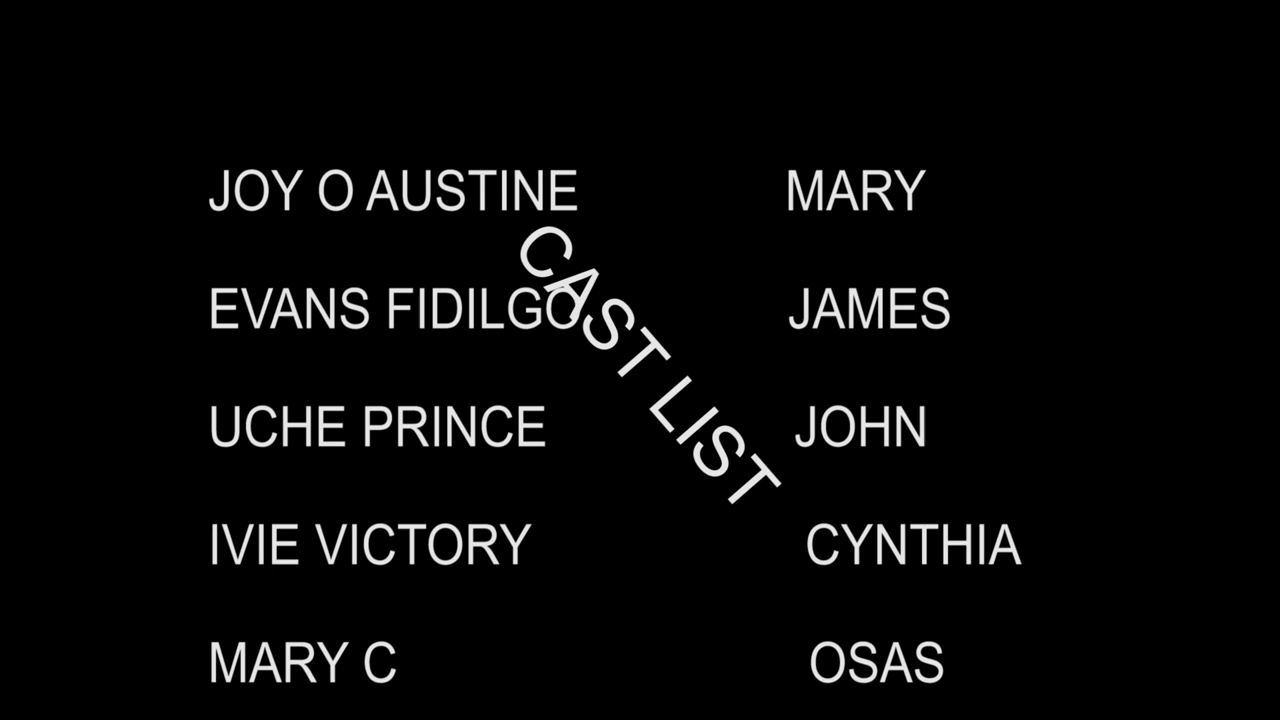 JOY O AUSTINE MARY
CAST LIST
EVANS FIDILGO JAMES
UCHE PRINCE JOHN
IVIE VICTORY CYNTHIA
MARY C OSAS